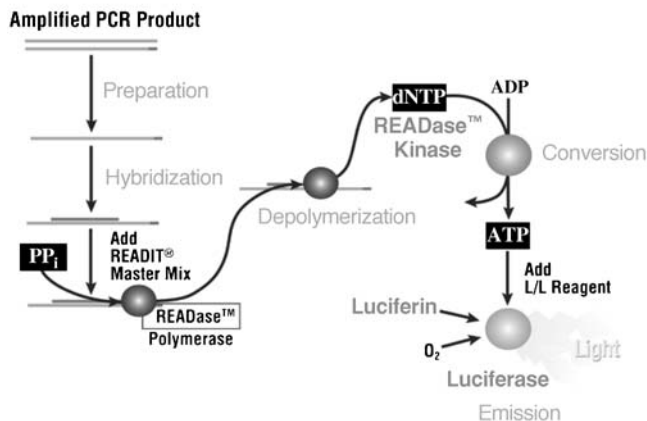 Amplified PCR Product
Preparation
Hybridization
Add
READIT®
Master Mix
PPi
READase™
Polymerase
Depolymerization
dNTP
READase™
Kinase
ADP
Conversion
ATP
Add
L/L Reagent
Luciferin
O₂
Light
Luciferase
Emission